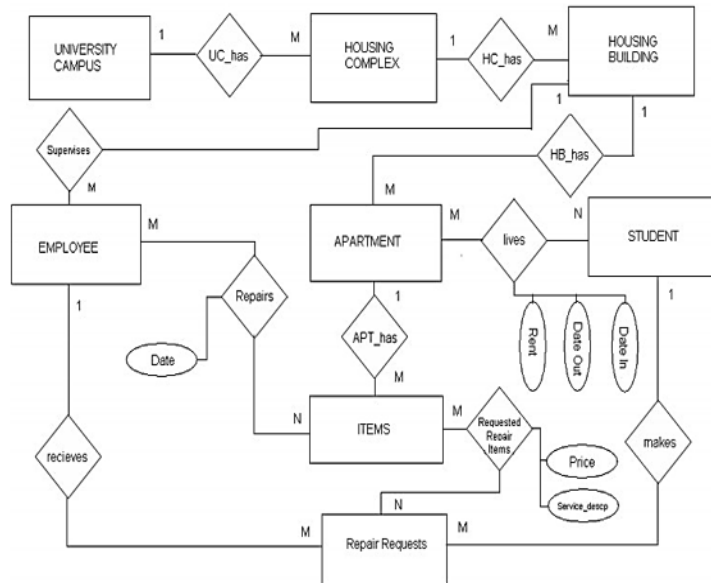 UNIVERSITY
CAMPUS
1
UC_has
M
HOUSING
COMPLEX
1
HC_has
M
HOUSING
BUILDING
Supervises
1
1
HB_has
M
M
EMPLOYEE
M
APARTMENT
M
lives
N
STUDENT
1
Repairs
1
1
Date
APT_has
Rent
Date Out
Date In
M
N
ITEMS
M
Requested
Repair
Items
recieves
makes
Price
Service_descp
N
M
Repair Requests
M